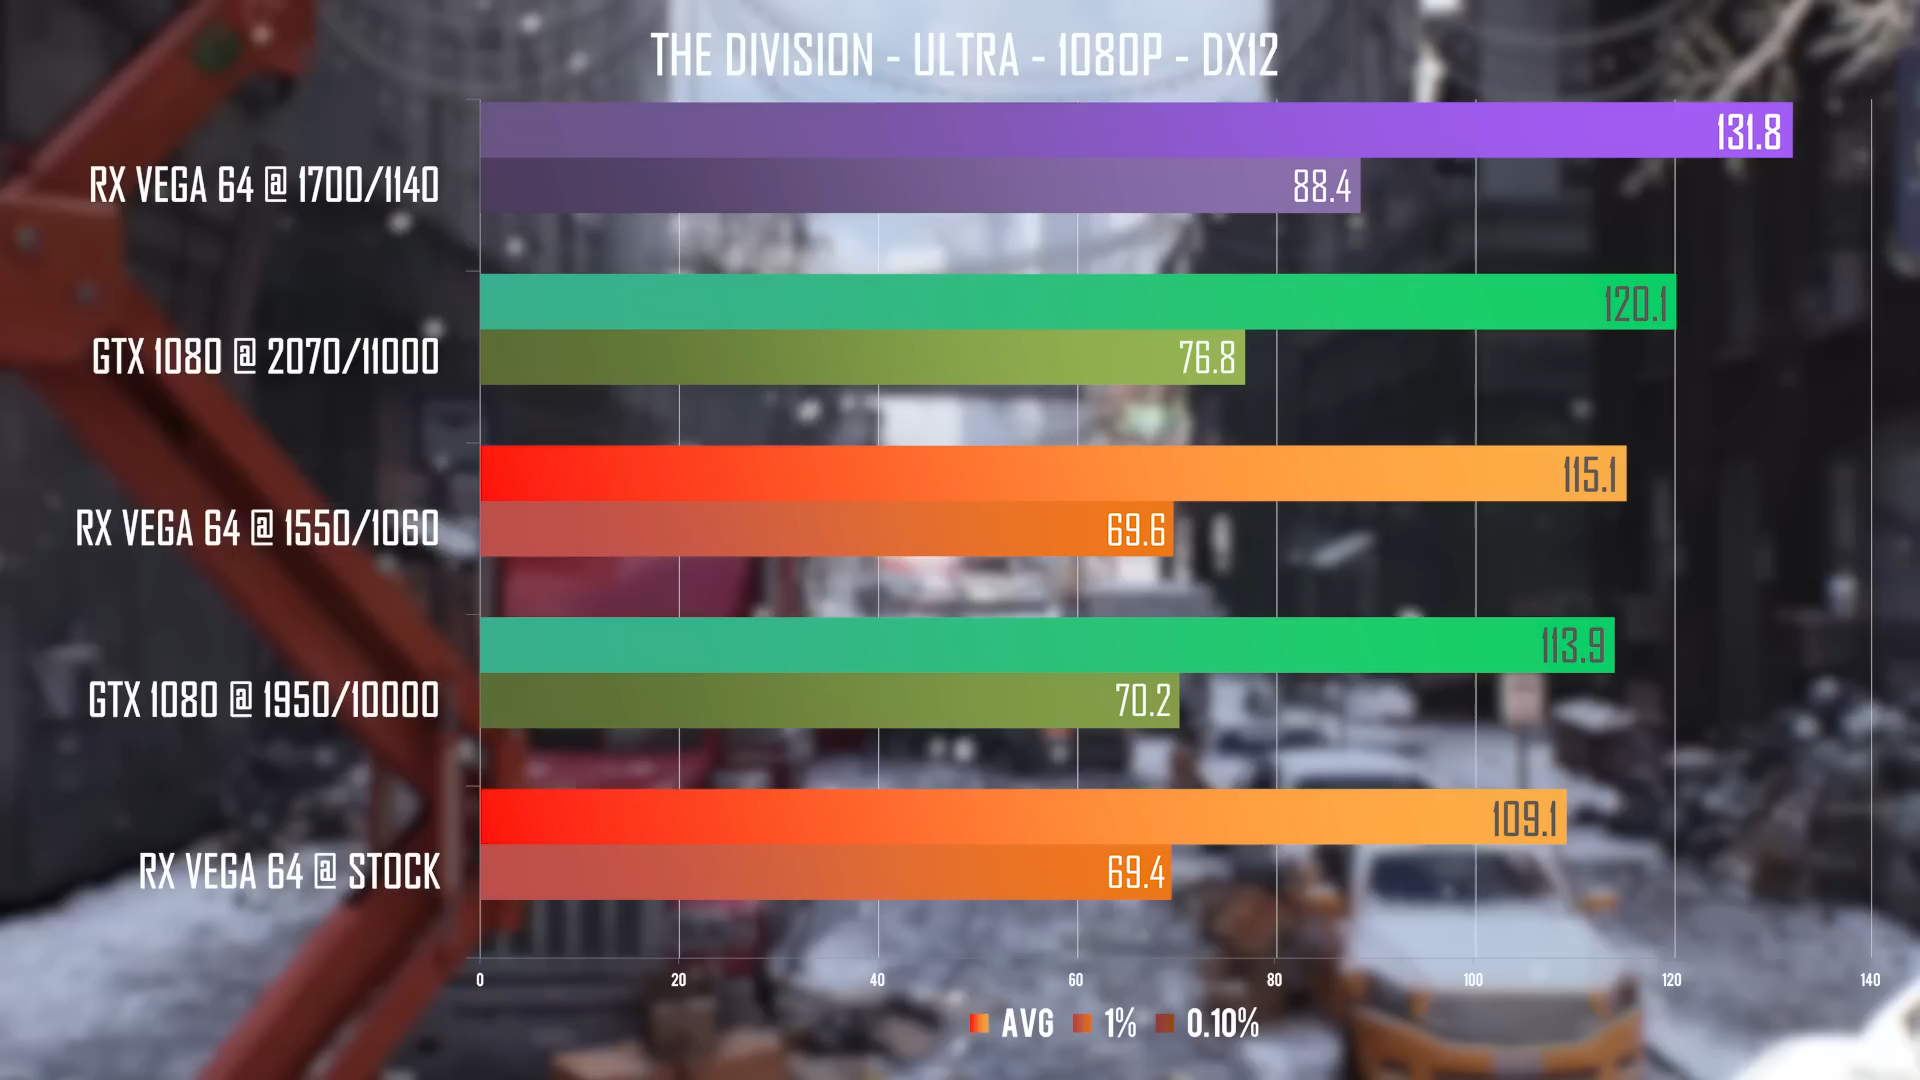 THE DIVISION - ULTRA - 1080P - DX12
131.8
RX VEGA 64 @ 1700/1140
88.4
120.1
GTX 1080 @ 2070/11000
76.8
115.1
RX VEGA 64 @ 1550/1060
69.6
113.9
GTX 1080 @ 1950/10000
70.2
109.1
RX VEGA 64 @ STOCK
69.4
0 20 40 60 80 100 120 140
AVG 1% 0.10%